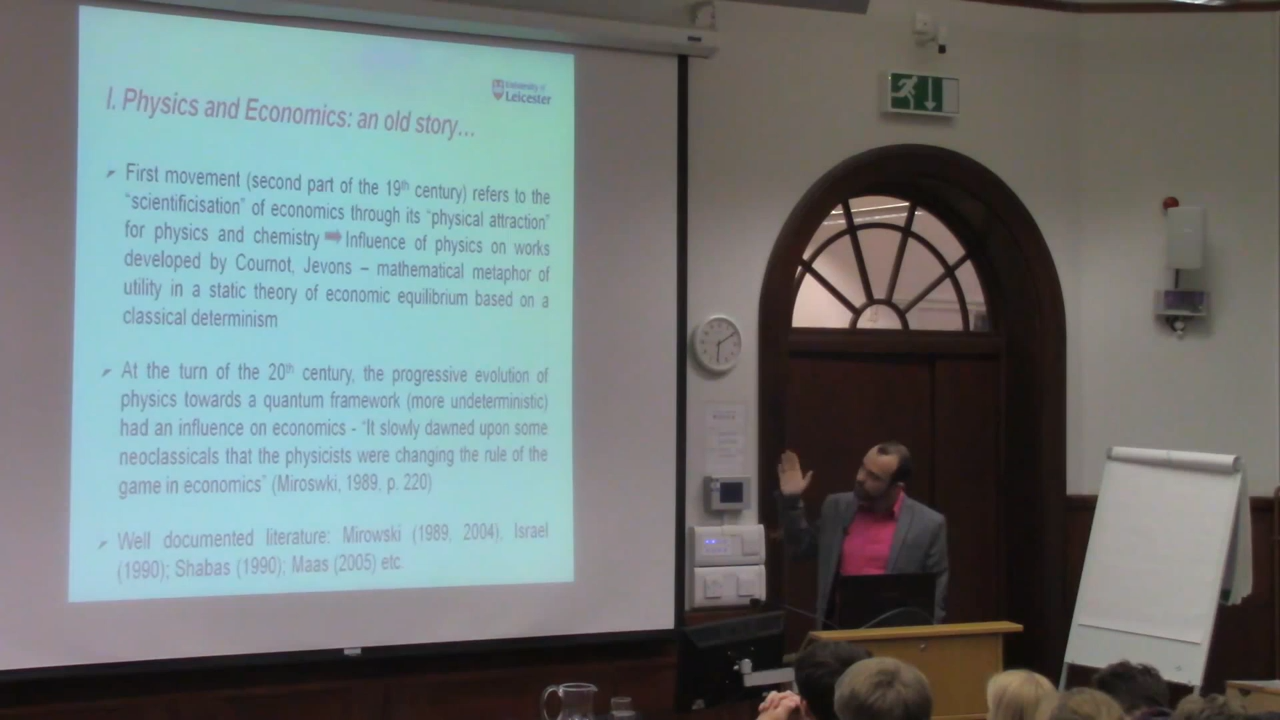 University of
Leicester
I. Physics and Economics: an old story…
➢ First movement (second part of the 19th century) refers to the
“scientificisation” of economics through its “physical attraction”
for physics and chemistry ➡ Influence of physics on works
developed by Cournot, Jevons – mathematical metaphor of
utility in a static theory of economic equilibrium based on a
classical determinism
➢ At the turn of the 20th century, the progressive evolution of
physics towards a quantum framework (more undeterministic)
had an influence on economics - “It slowly dawned upon some
neoclassicals that the physicists were changing the rule of the
game in economics” (Miroswki, 1989, p. 220)
➢ Well documented literature: Mirowski (1989, 2004), Israel
(1990); Shabas (1990); Maas (2005) etc.